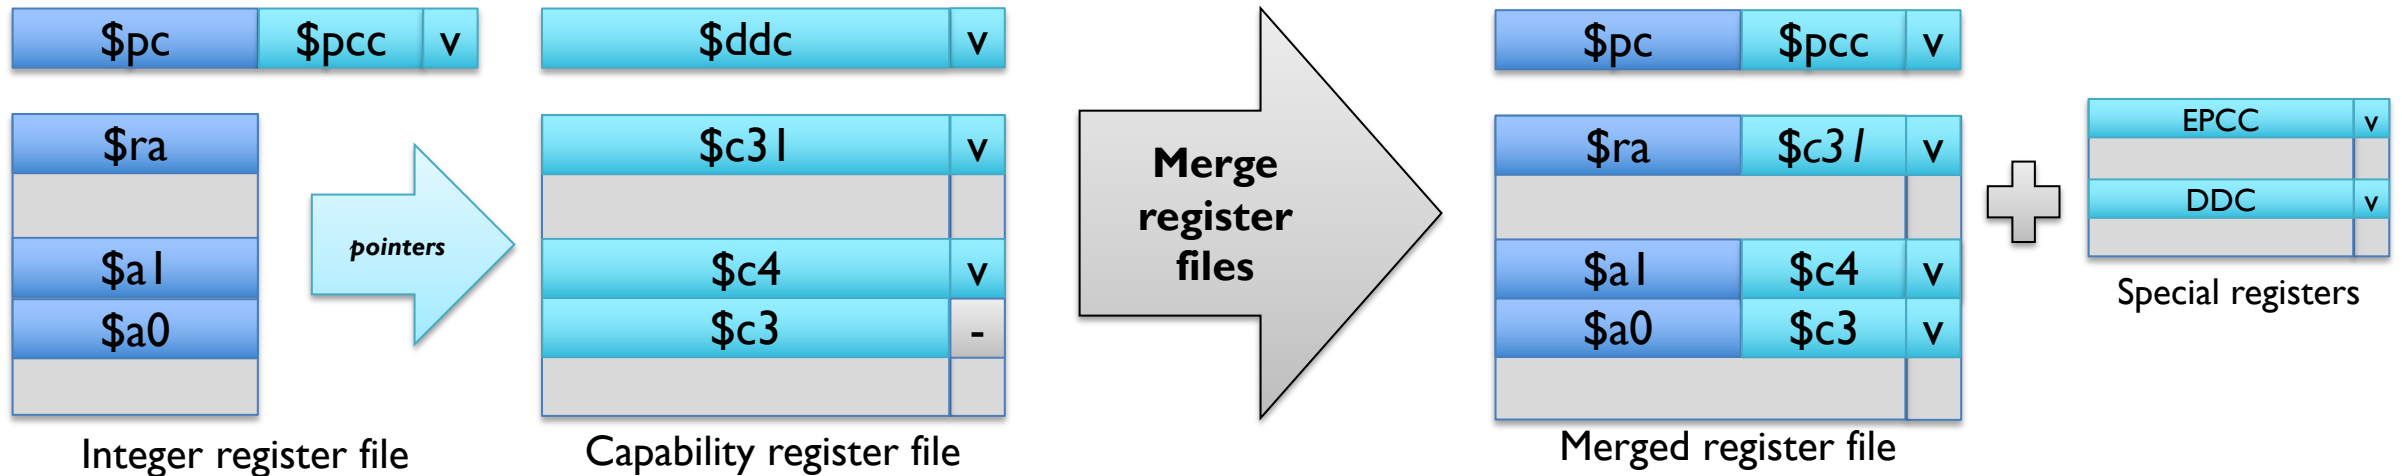 $pc $pcc v
$ra
$a1
$a0
Integer register file
pointers
$ddc v
$c31 v
$c4 v
$c3 -
Capability register file
Merge
register
files
$pc $pcc v
$ra $c31 v
$a1 $c4 v
$a0 $c3 v
Merged register file
EPCC v
DDC v
Special registers